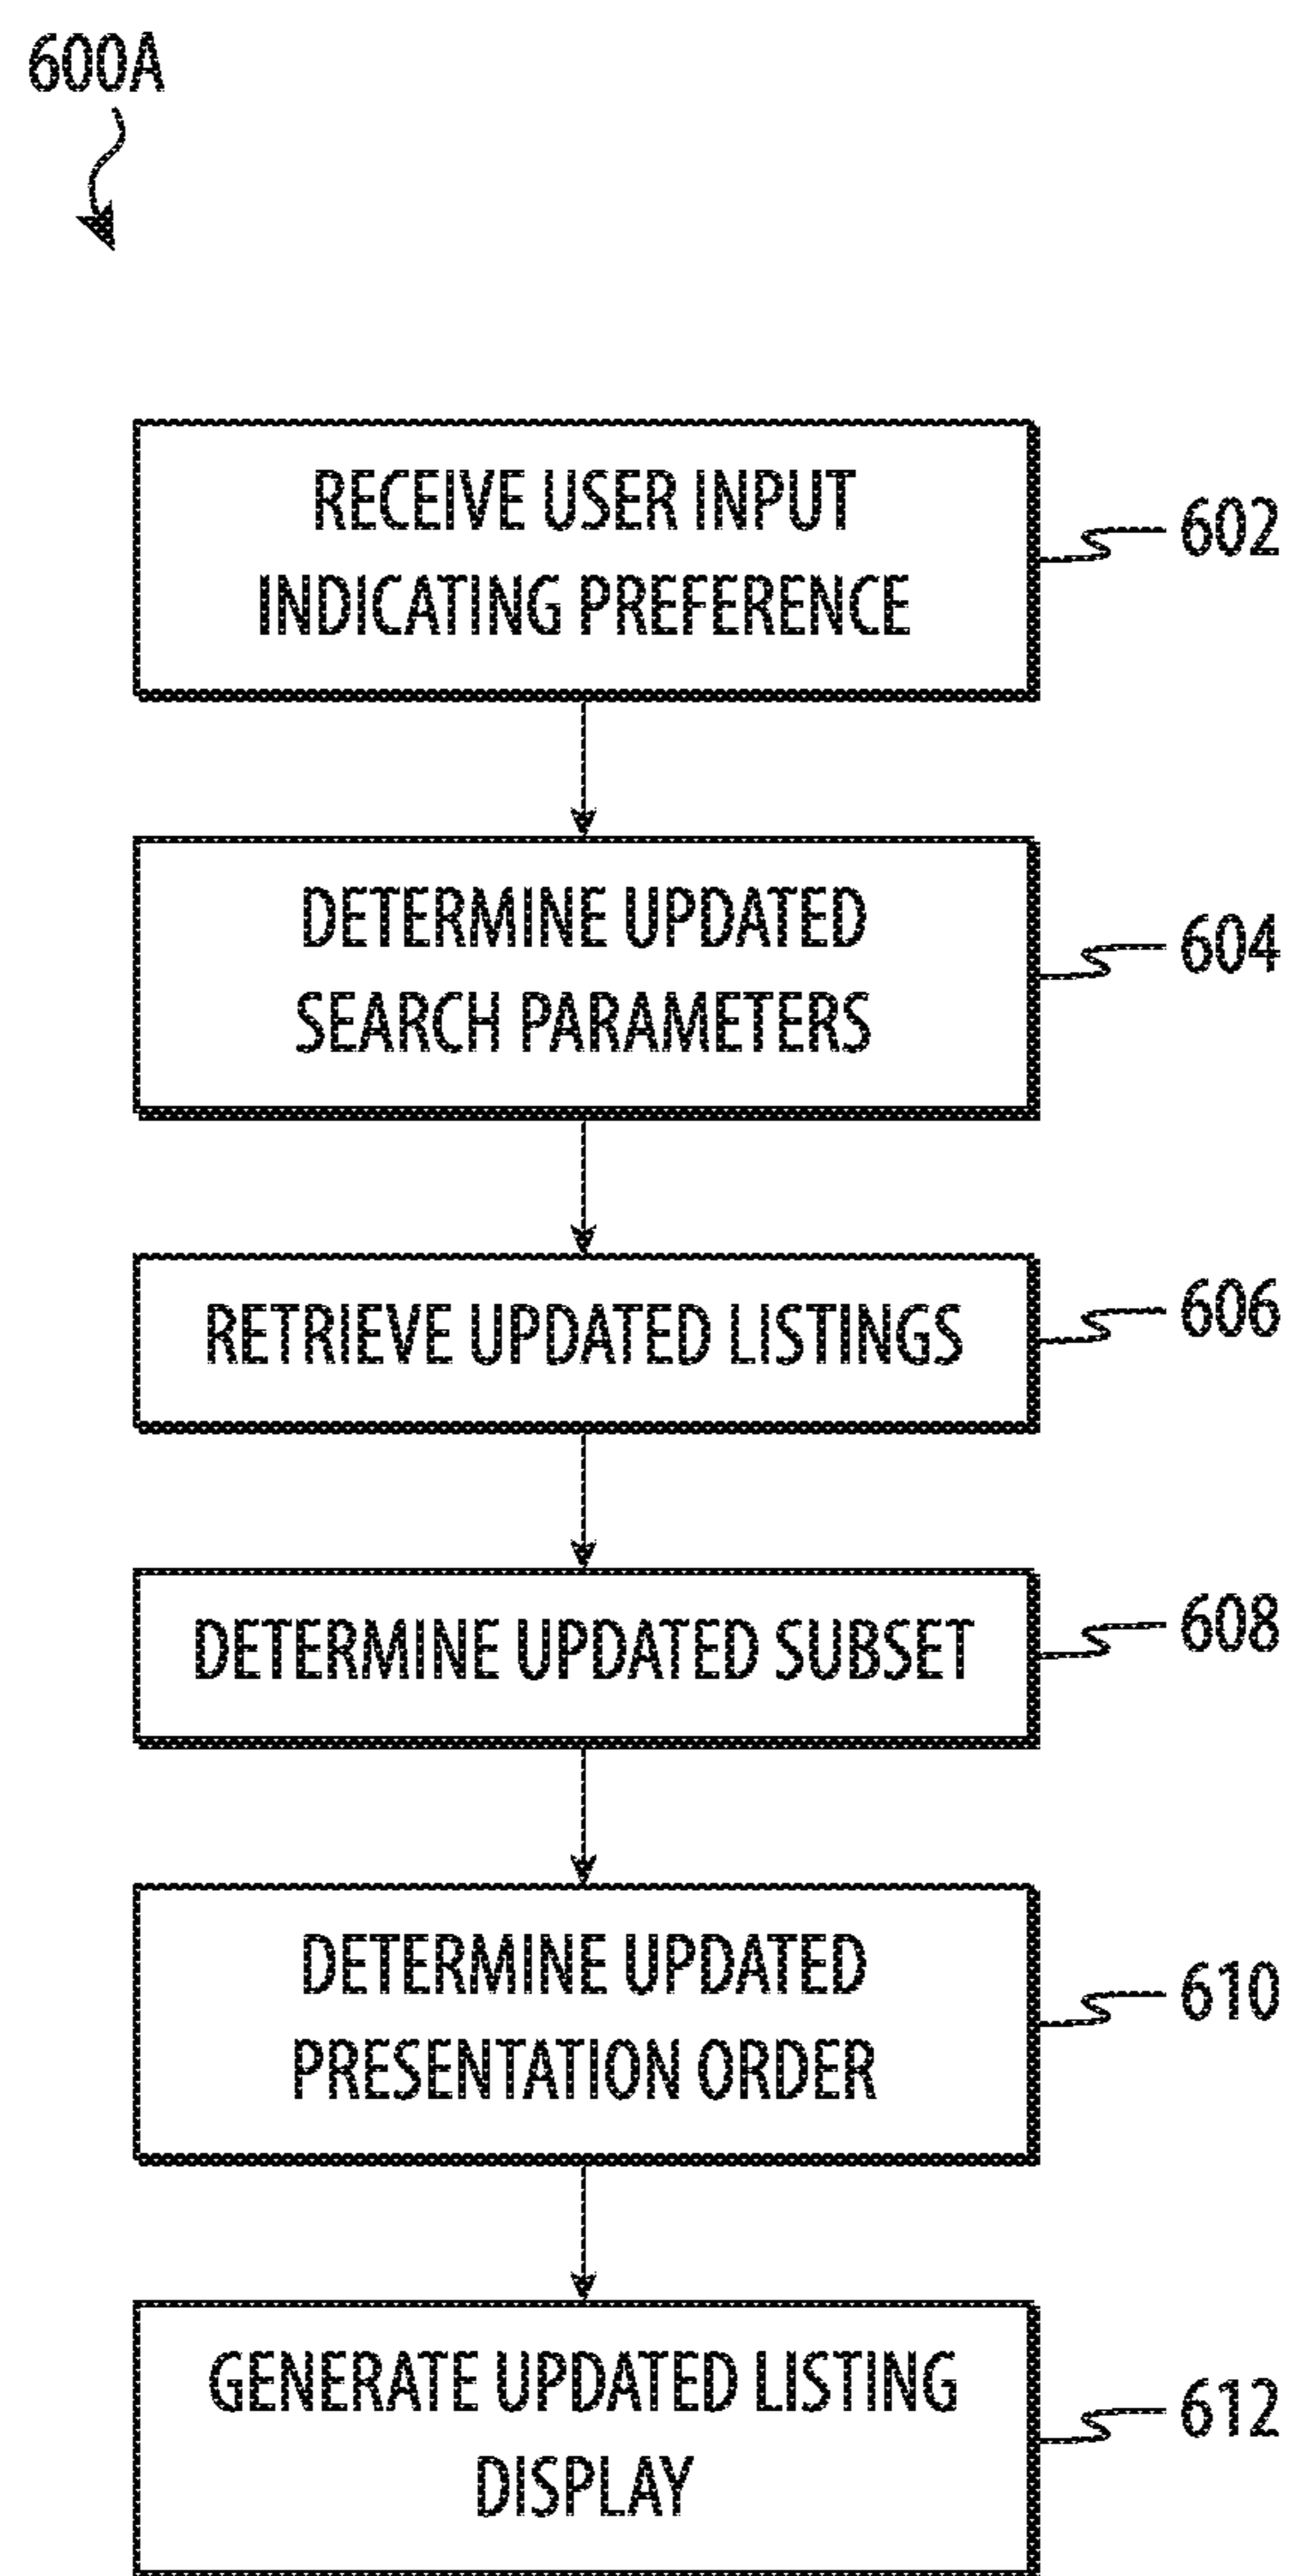 600A
RECEIVE USER INPUT
INDICATING PREFERENCE
602
DETERMINE UPDATED
SEARCH PARAMETERS
604
RETRIEVE UPDATED LISTINGS
606
DETERMINE UPDATED SUBSET
608
DETERMINE UPDATED
PRESENTATION ORDER
610
GENERATE UPDATED LISTING
DISPLAY
612